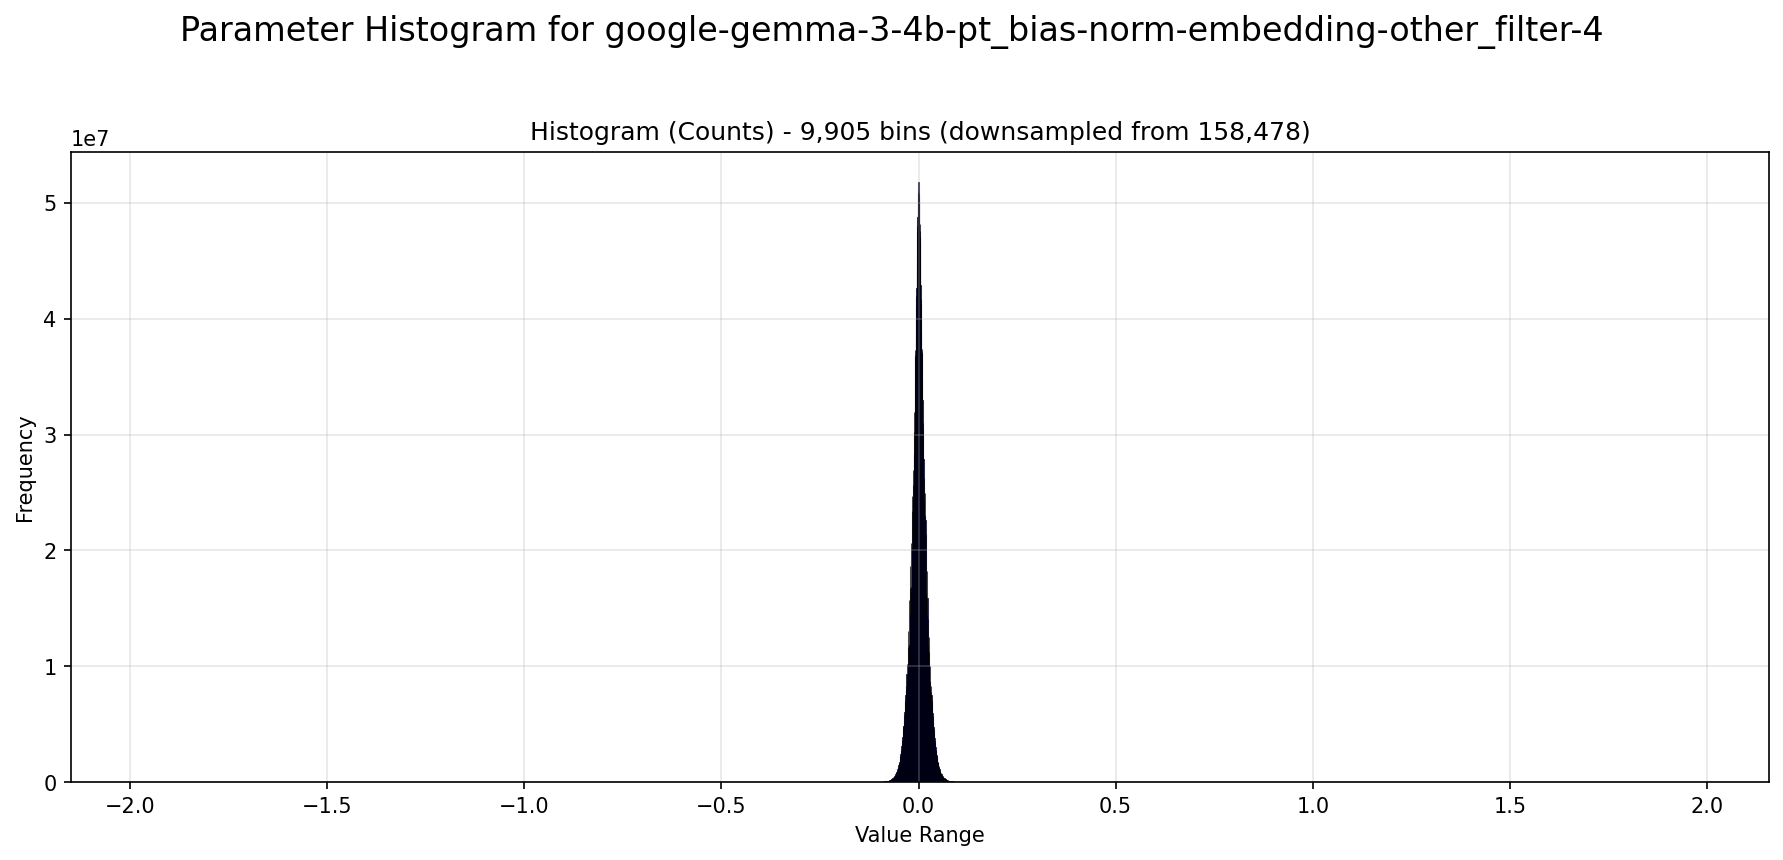 Parameter Histogram for google-gemma-3-4b-pt_bias-norm-embedding-other_filter-4
Histogram (Counts) - 9,905 bins (downsampled from 158,478)
1e7
5
4
3
2
1
0
Frequency
−2.0 −1.5 −1.0 −0.5 0.0 0.5 1.0 1.5 2.0
Value Range